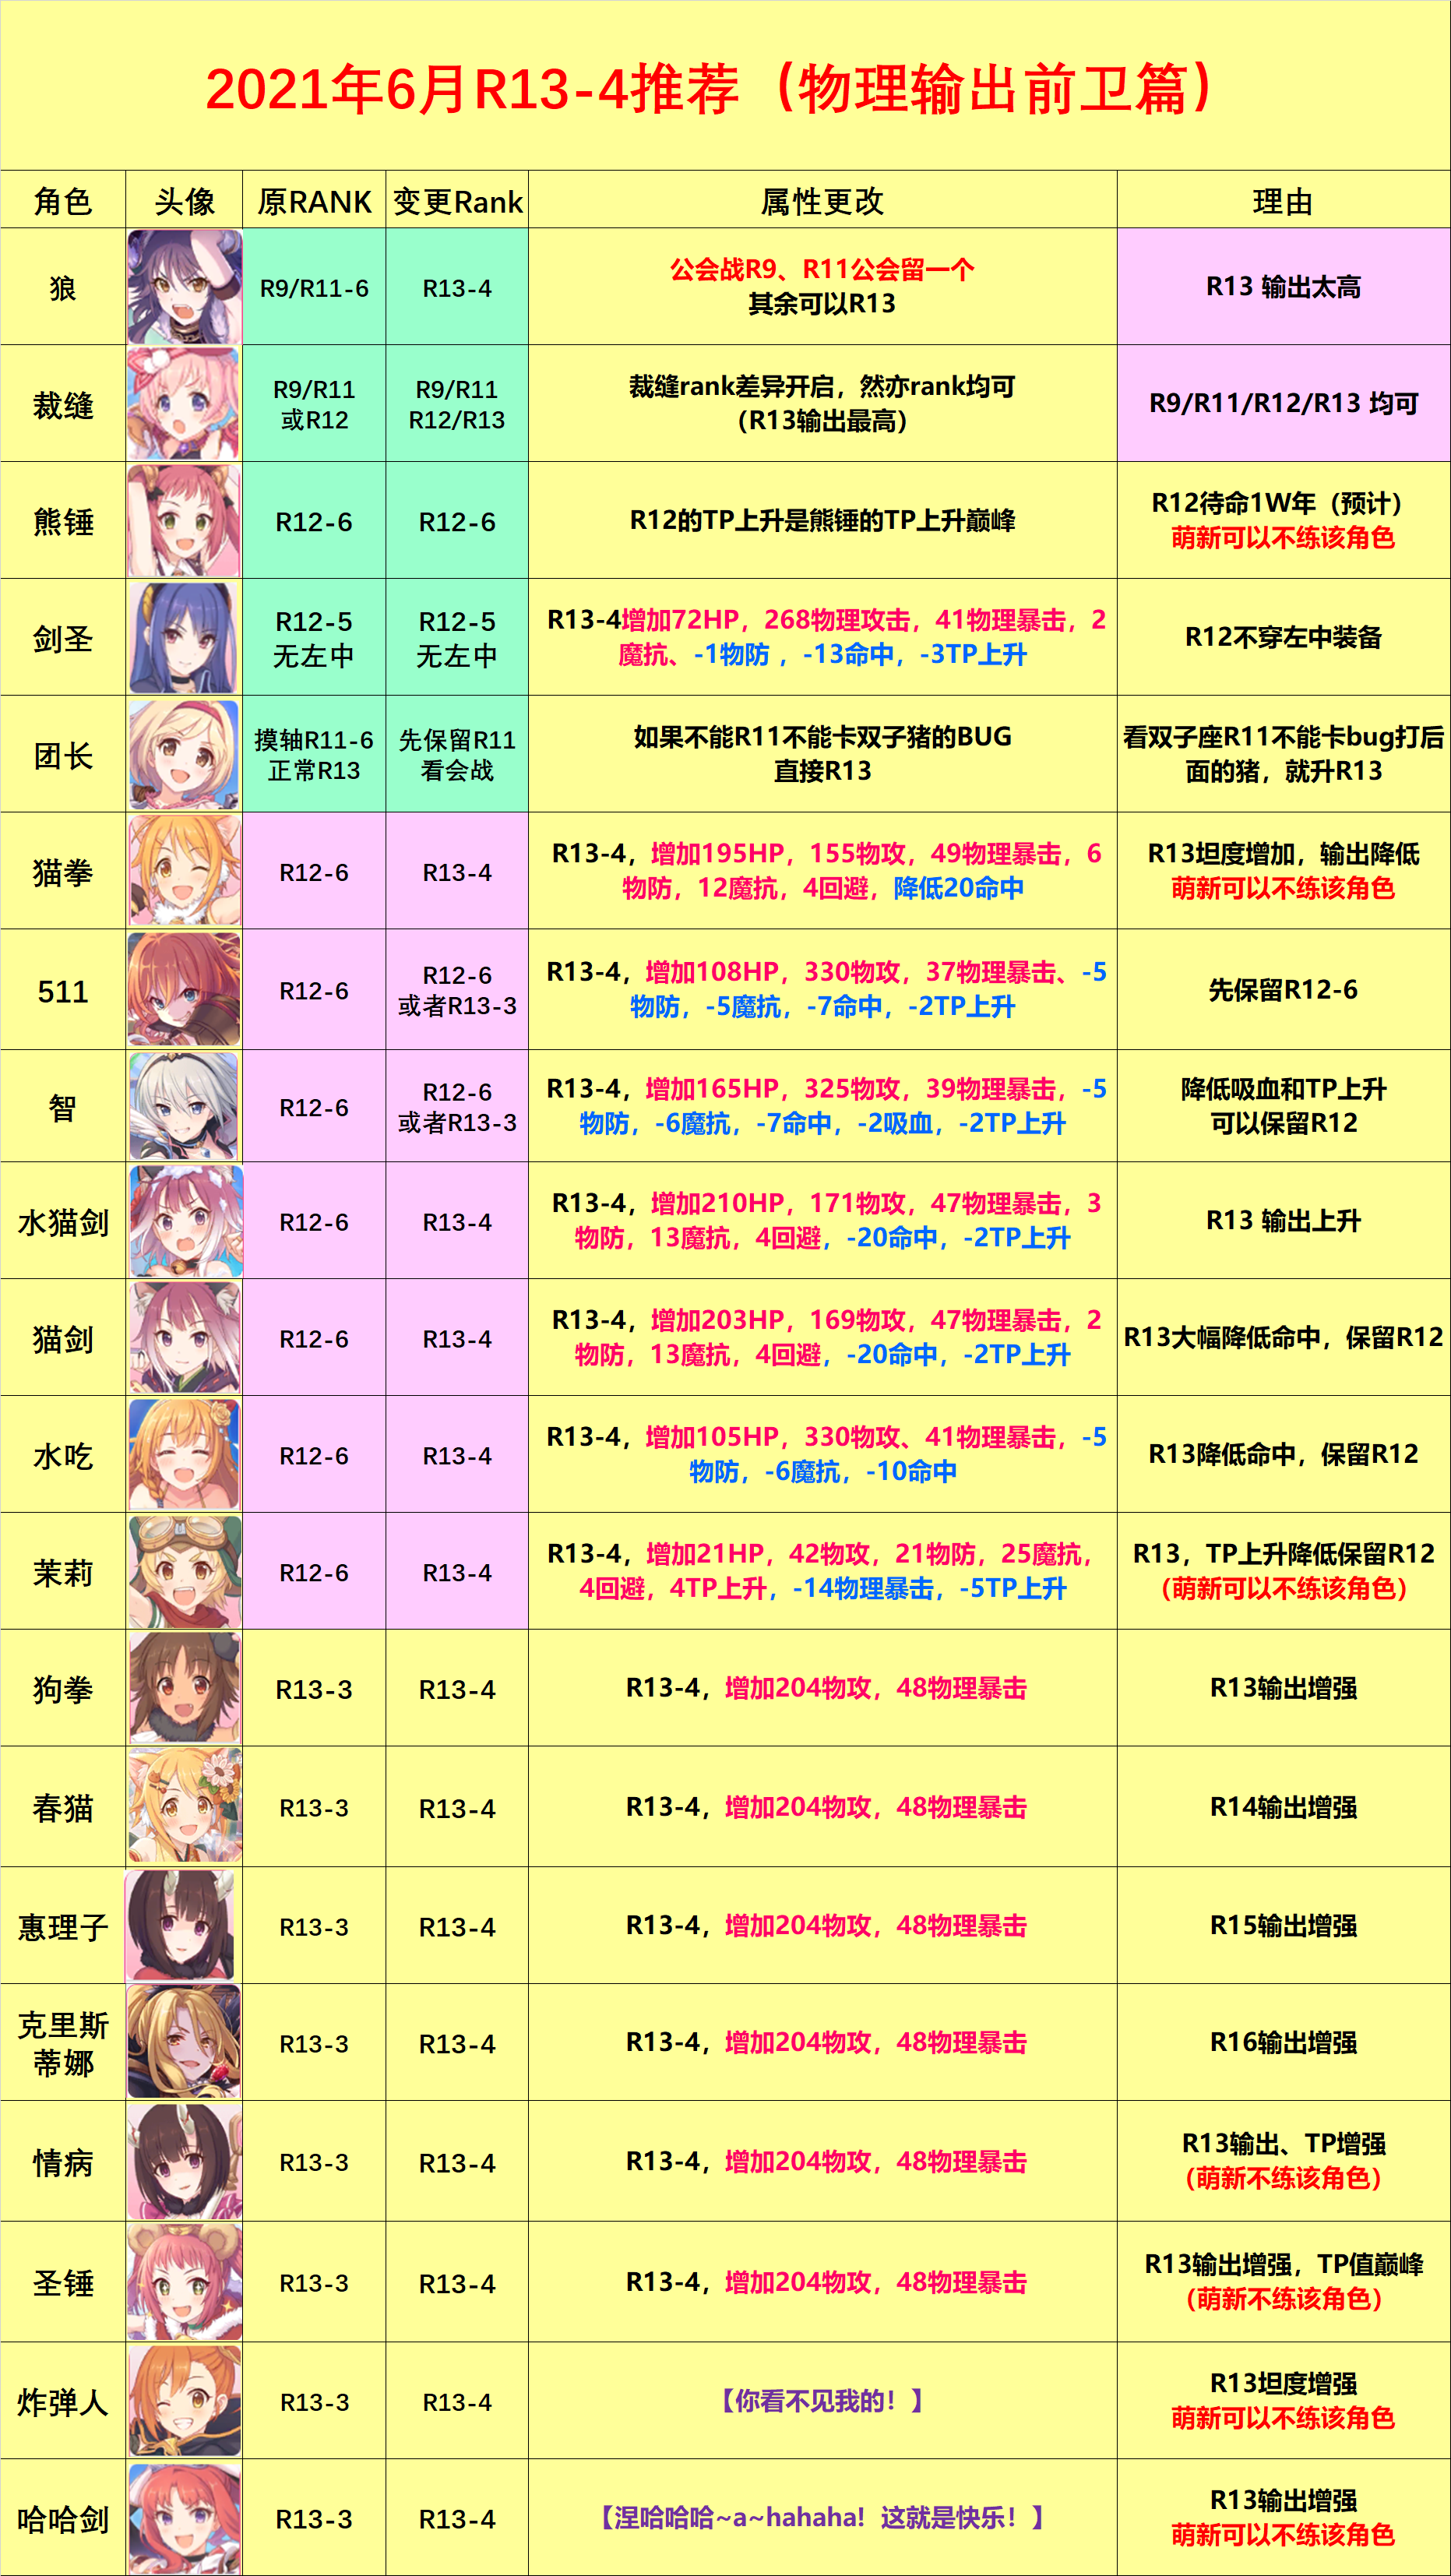 2021年6月R13-4推荐（物理输出前卫篇）
角色 头像 原RANK 变更Rank 属性更改 理由
狼
R9/R11-6
R13-4
公会战R9、R11公会留一个
其余可以R13
R13 输出太高
裁缝
R9/R11
或R12
R9/R11
R12/R13
裁缝rank差异开启，然亦rank均可
（R13输出最高）
R9/R11/R12/R13 均可
熊锤
R12-6
R12-6
R12的TP上升是熊锤的TP上升巅峰
R12待命1W年（预计）
萌新可以不练该角色
剑圣
R12-5
无左中
R12-5
无左中
R13-4增加72HP，268物理攻击，41物理暴击，2
魔抗、-1物防 ，-13命中，-3TP上升
R12不穿左中装备
团长
摸轴R11-6
正常R13
先保留R11
看会战
如果不能R11不能卡双子猪的BUG
直接R13
看双子座R11不能卡bug打后
面的猪，就升R13
猫拳
R12-6
R13-4
R13-4，增加195HP，155物攻，49物理暴击，6
物防，12魔抗，4回避，降低20命中
R13坦度增加，输出降低
萌新可以不练该角色
511
R12-6
R12-6
或者R13-3
R13-4，增加108HP，330物攻，37物理暴击、-5
物防，-5魔抗，-7命中，-2TP上升
先保留R12-6
智
R12-6
R12-6
或者R13-3
R13-4，增加165HP，325物攻，39物理暴击，-5
物防，-6魔抗，-7命中，-2吸血，-2TP上升
降低吸血和TP上升
可以保留R12
水猫剑
R12-6
R13-4
R13-4，增加210HP，171物攻，47物理暴击，3
物防，13魔抗，4回避，-20命中，-2TP上升
R13 输出上升
猫剑
R12-6
R13-4
R13-4，增加203HP，169物攻，47物理暴击，2
物防，13魔抗，4回避，-20命中，-2TP上升
R13大幅降低命中，保留R12
水吃
R12-6
R13-4
R13-4，增加105HP，330物攻、41物理暴击，-5
物防，-6魔抗，-10命中
R13降低命中，保留R12
茉莉
R12-6
R13-4
R13-4，增加21HP，42物攻，21物防，25魔抗，
4回避，4TP上升，-14物理暴击，-5TP上升
R13，TP上升降低保留R12
（萌新可以不练该角色）
狗拳
R13-3
R13-4
R13-4，增加204物攻，48物理暴击
R13输出增强
春猫
R13-3
R13-4
R13-4，增加204物攻，48物理暴击
R14输出增强
惠理子
R13-3
R13-4
R13-4，增加204物攻，48物理暴击
R15输出增强
克里斯
蒂娜
R13-3
R13-4
R13-4，增加204物攻，48物理暴击
R16输出增强
情病
R13-3
R13-4
R13-4，增加204物攻，48物理暴击
R13输出、TP增强
（萌新不练该角色）
圣锤
R13-3
R13-4
R13-4，增加204物攻，48物理暴击
R13输出增强，TP值巅峰
（萌新不练该角色）
炸弹人
R13-3
R13-4
【你看不见我的！】
R13坦度增强
萌新可以不练该角色
哈哈剑
R13-3
R13-4
【涅哈哈哈~a~hahaha！这就是快乐！】
R13输出增强
萌新可以不练该角色